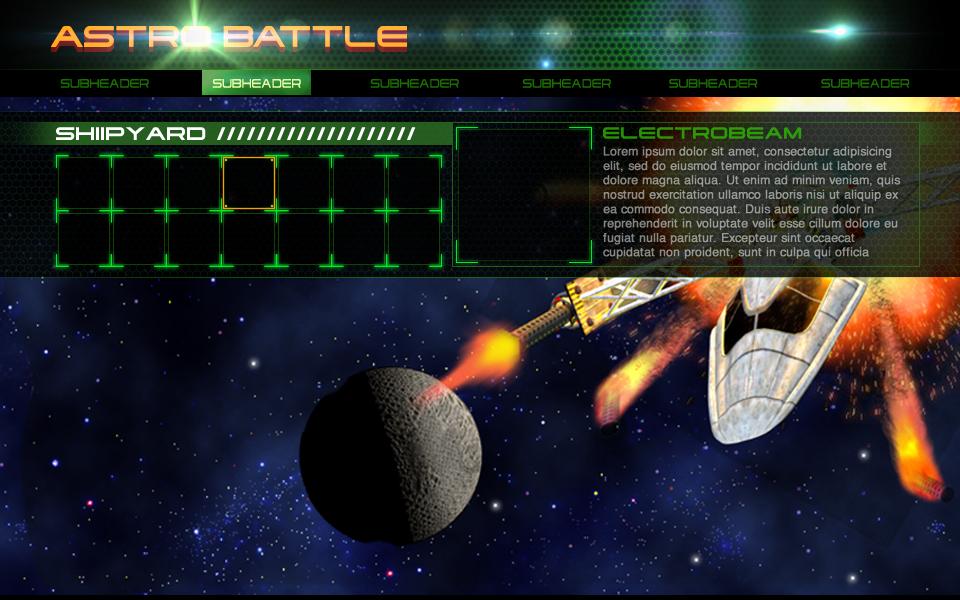 ASTRO BATTLE
SUBHEADER SUBHEADER SUBHEADER SUBHEADER SUBHEADER SUBHEADER
SHIIPYARD ////////////////////
ELECTROBEAM
Lorem ipsum dolor sit amet, consectetur adipisicing
elit, sed do eiusmod tempor incididunt ut labore et
dolore magna aliqua. Ut enim ad minim veniam, quis
nostrud exercitation ullamco laboris nisi ut aliquip ex
ea commodo consequat. Duis aute irure dolor in
reprehenderit in voluptate velit esse cillum dolore eu
fugiat nulla pariatur. Excepteur sint occaecat
cupidatat non proident, sunt in culpa qui officia